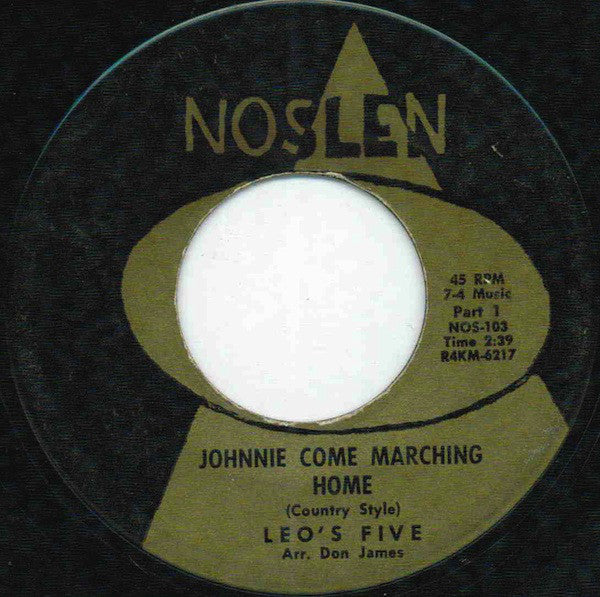 NOSLEN
45 RPM
7-4 Music
Part 1
NOS-103
Time 2:39
R4KM-6217
JOHNNIE COME MARCHING
HOME
(Country Style)
LEO'S FIVE
Arr. Don James